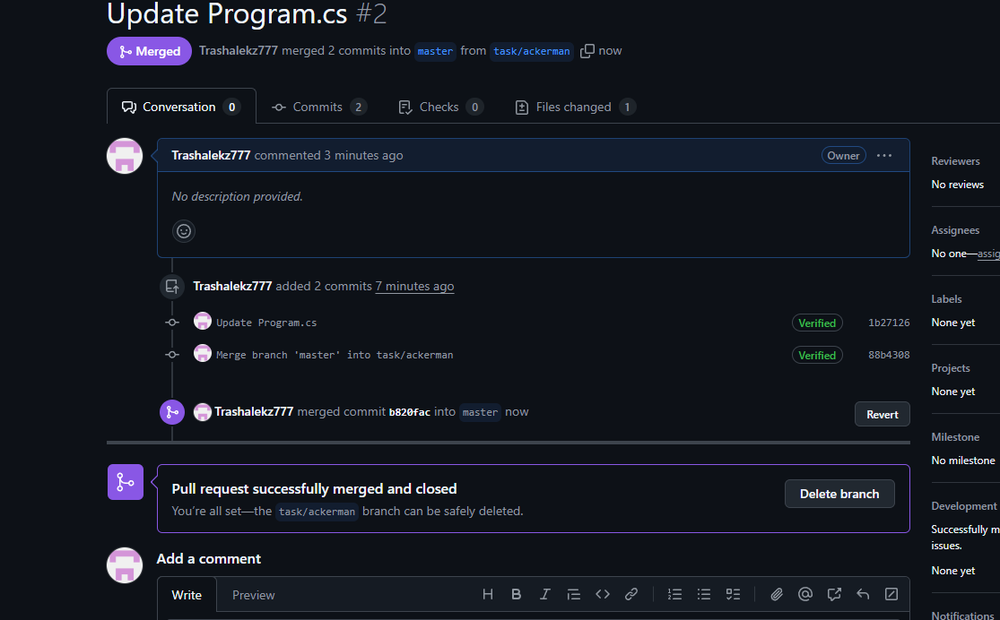 Update Program.cs #2
Merged Trashalekz777 merged 2 commits into master from task/ackerman now
Conversation 0 Commits 2 Checks 0 Files changed 1
Trashalekz777 commented 3 minutes ago Owner
No description provided.
Trashalekz777 added 2 commits 7 minutes ago
Update Program.cs Verified 1b27126
Merge branch 'master' into task/ackerman Verified 88b4308
Trashalekz777 merged commit b820fac into master now
Revert
Pull request successfully merged and closed
You're all set—the task/ackerman branch can be safely deleted.
Delete branch
Add a comment
Write Preview
Reviewers
No reviews
Assignees
No one—assig
Labels
None yet
Projects
None yet
Milestone
No milestone
Development
Successfully m
issues.
None yet
Notifications